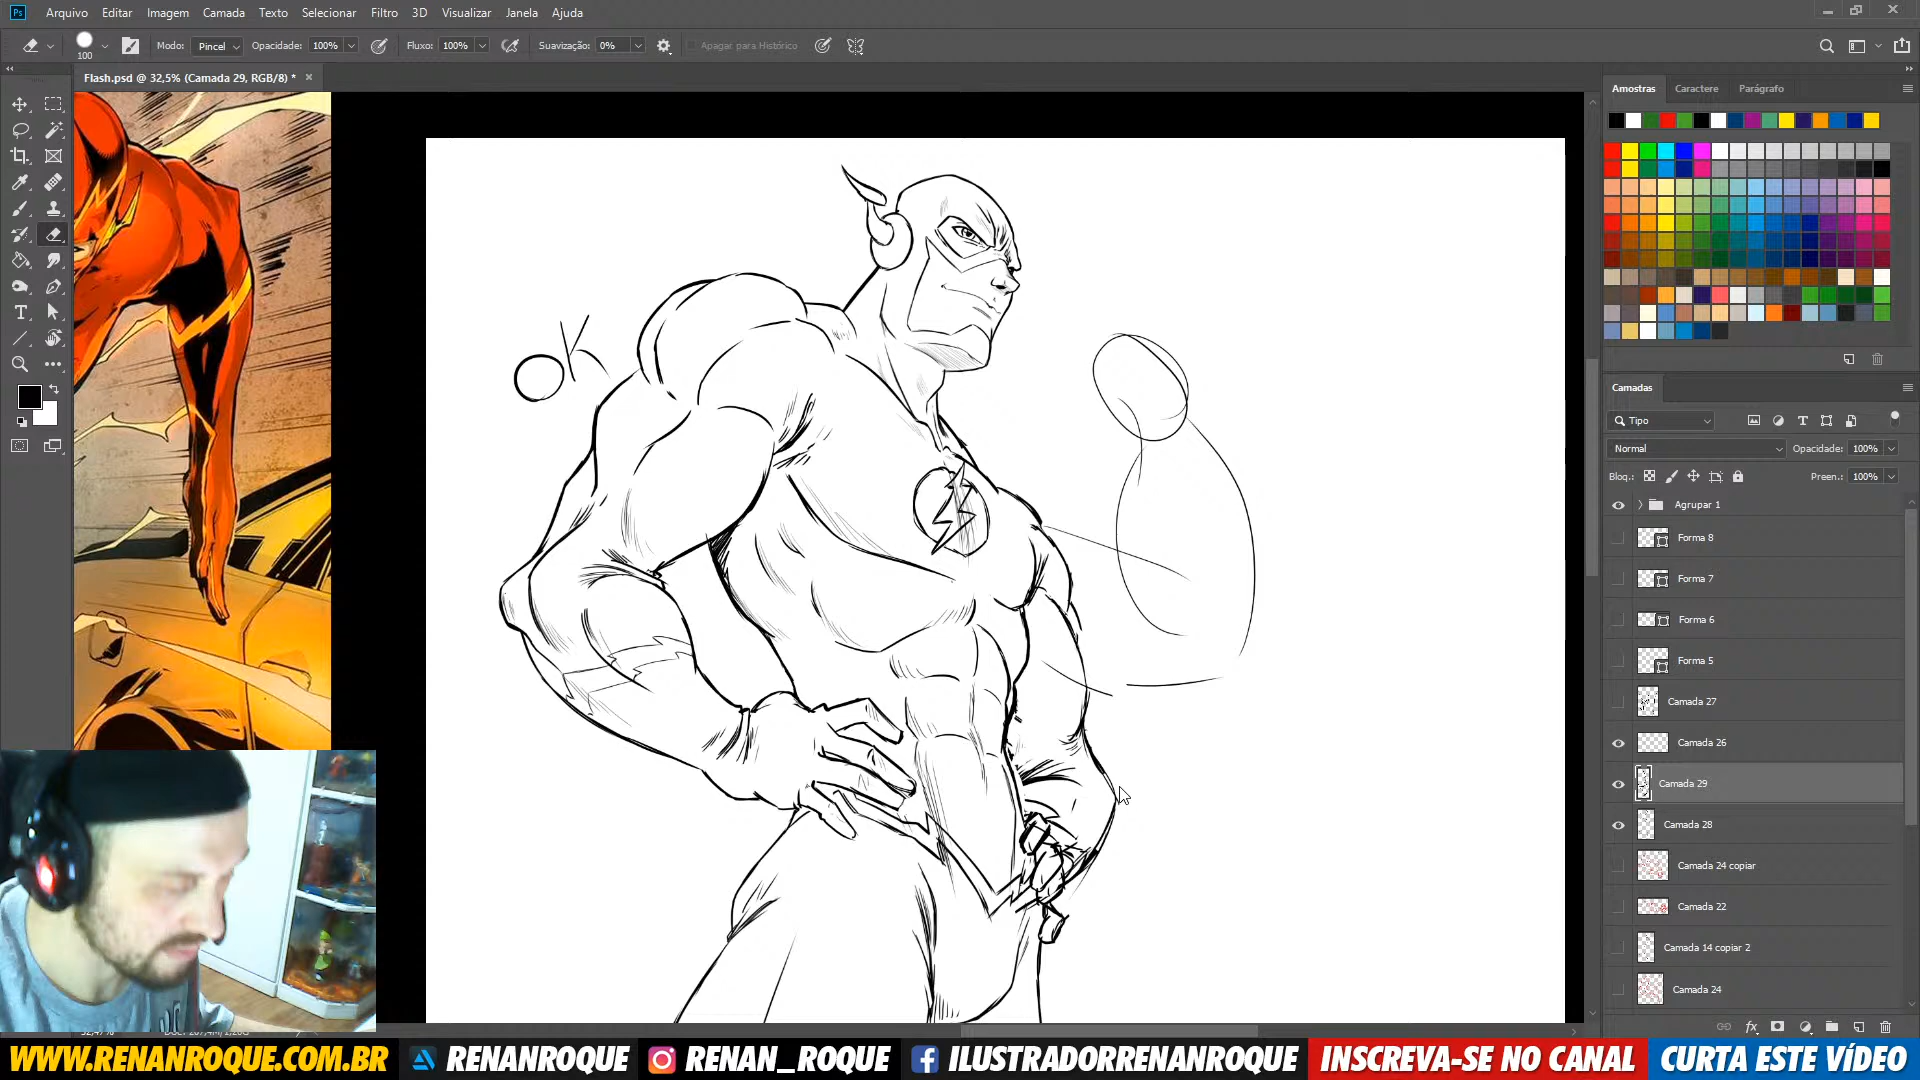 Ps Arquivo Editar Imagem Camada Texto Selecionar Filtro 3D Visualizar Janela Ajuda
100 Modo: Pincel Opacidade: 100% Fluxo: 100% Suavização: 0% Apagar para Histórico
Flash.psd @ 32,5% (Camada 29, RGB/8) * ×
Amostras Caractere Parágrafo
OK
Camadas
Tipo
Normal Opacidade: 100%
Bloq.: Preen.: 100%
Agrupar 1
Forma 8
Forma 7
Forma 6
Forma 5
Camada 27
Camada 26
Camada 29
Camada 28
Camada 24 copiar
Camada 22
Camada 14 copiar 2
Camada 24
WWW.RENANROQUE.COM.BR RENANROQUE RENAN_ROQUE ILUSTRADORRENANROQUE INSCREVA-SE NO CANAL CURTA ESTE VÍDEO